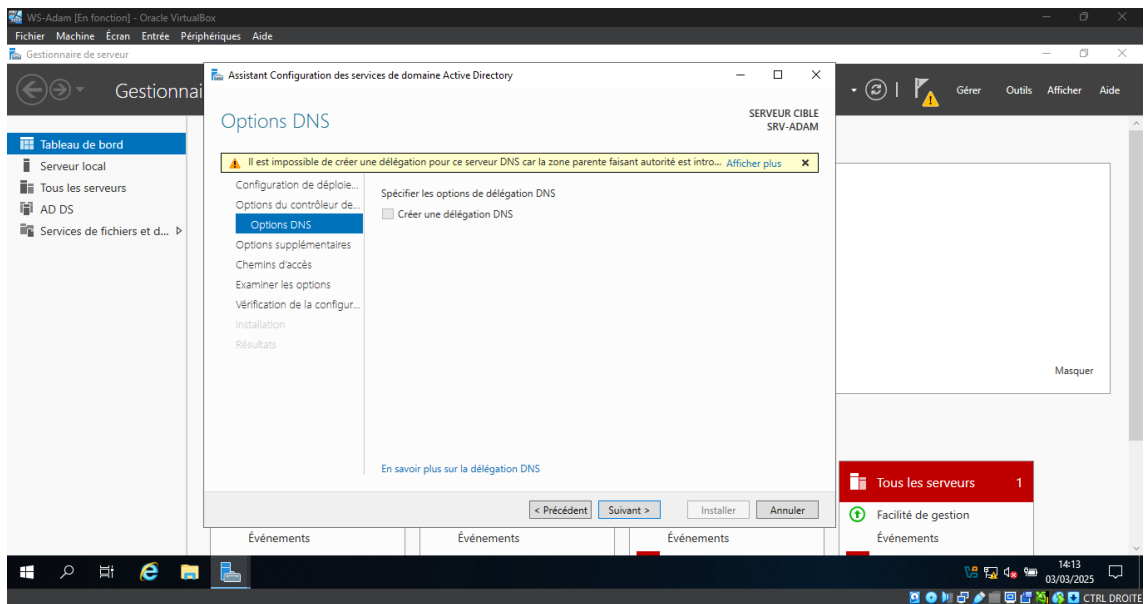 WS-Adam [En fonction] - Oracle VirtualBox
Fichier Machine Écran Entrée Périphériques Aide
Gestionnaire de serveur
Gestionnai
Gérer Outils Afficher Aide
Tableau de bord
Serveur local
Tous les serveurs
AD DS
Services de fichiers et d...
Assistant Configuration des services de domaine Active Directory
Options DNS
SERVEUR CIBLE
SRV-ADAM
Il est impossible de créer une délégation pour ce serveur DNS car la zone parente faisant autorité est intro... Afficher plus
Configuration de déploie...
Options du contrôleur de...
Options DNS
Options supplémentaires
Chemins d'accès
Examiner les options
Vérification de la configur...
Installation
Résultats
Spécifier les options de délégation DNS
Créer une délégation DNS
En savoir plus sur la délégation DNS
< Précédent Suivant > Installer Annuler
Masquer
Tous les serveurs 1
Facilité de gestion
Événements Événements Événements Événements
14:13
03/03/2025
CTRL DROITE